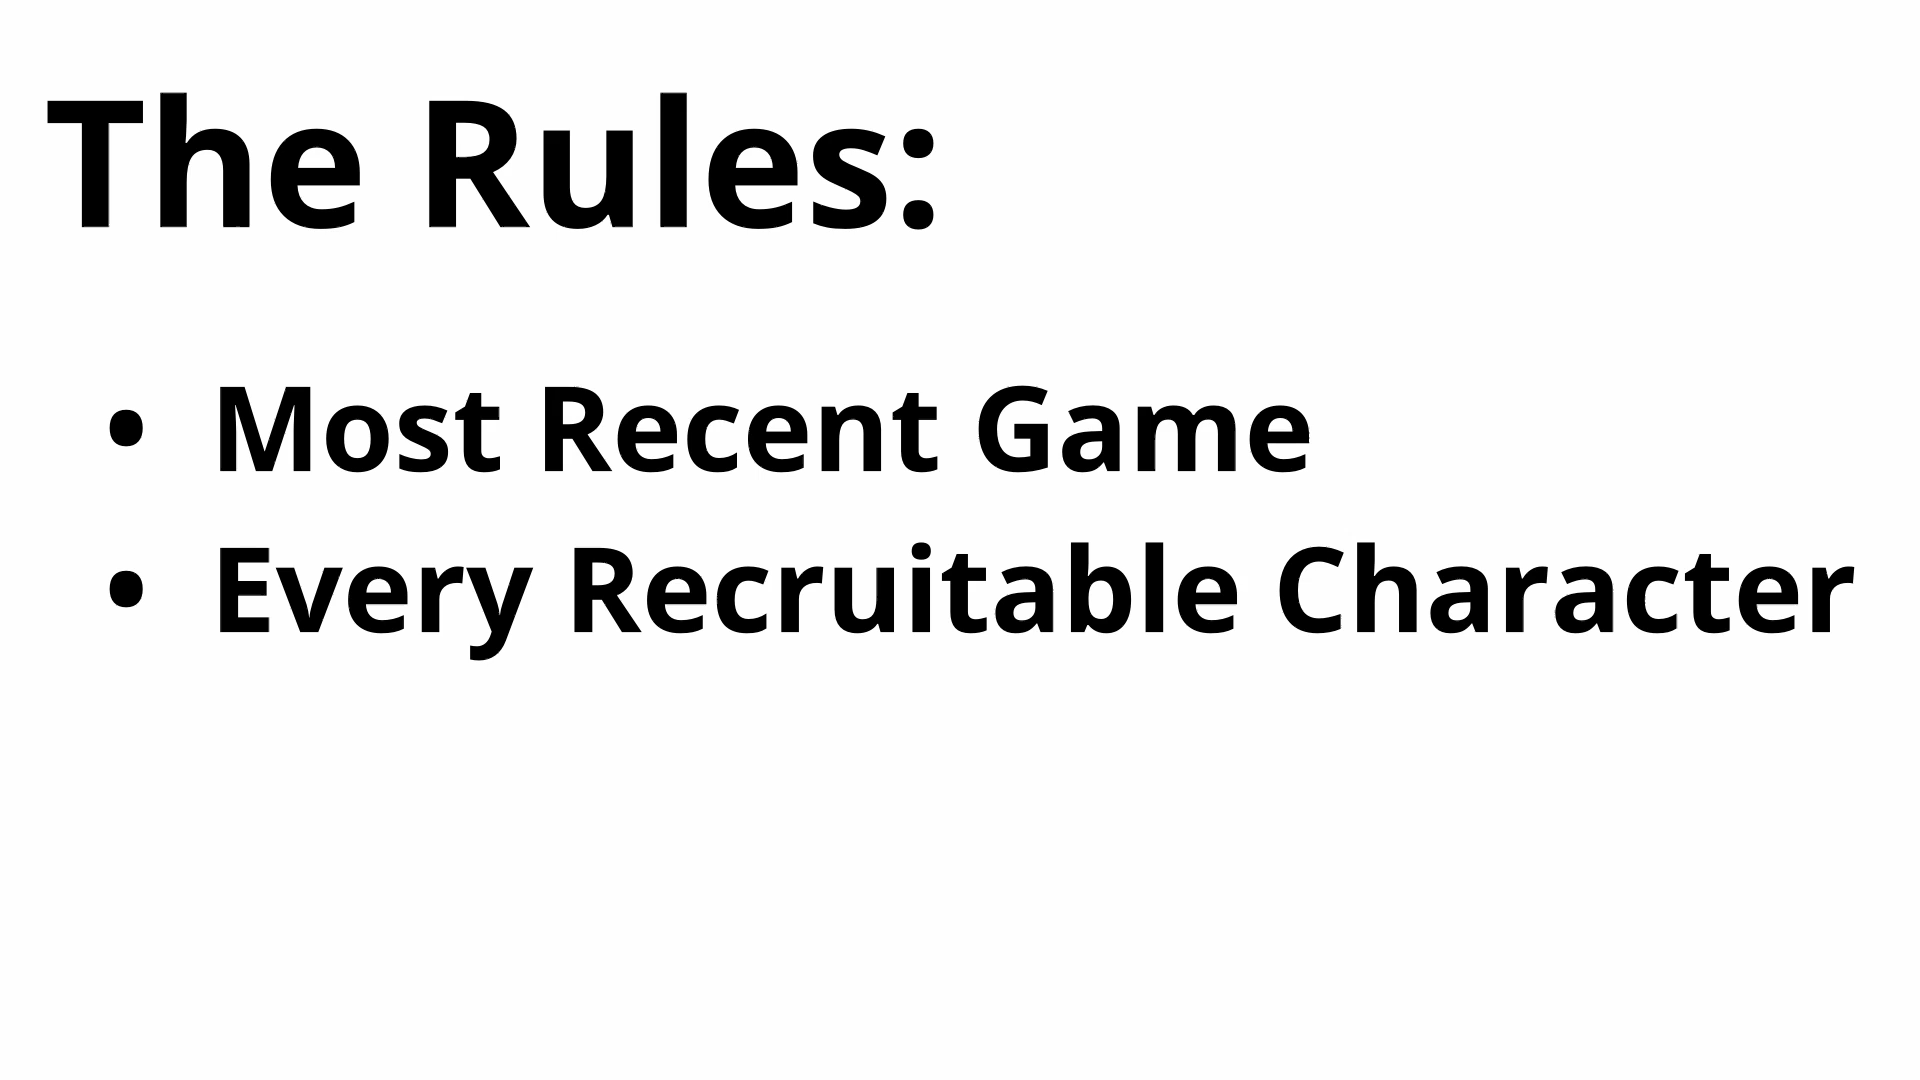 The Rules:
• Most Recent Game
• Every Recruitable Character